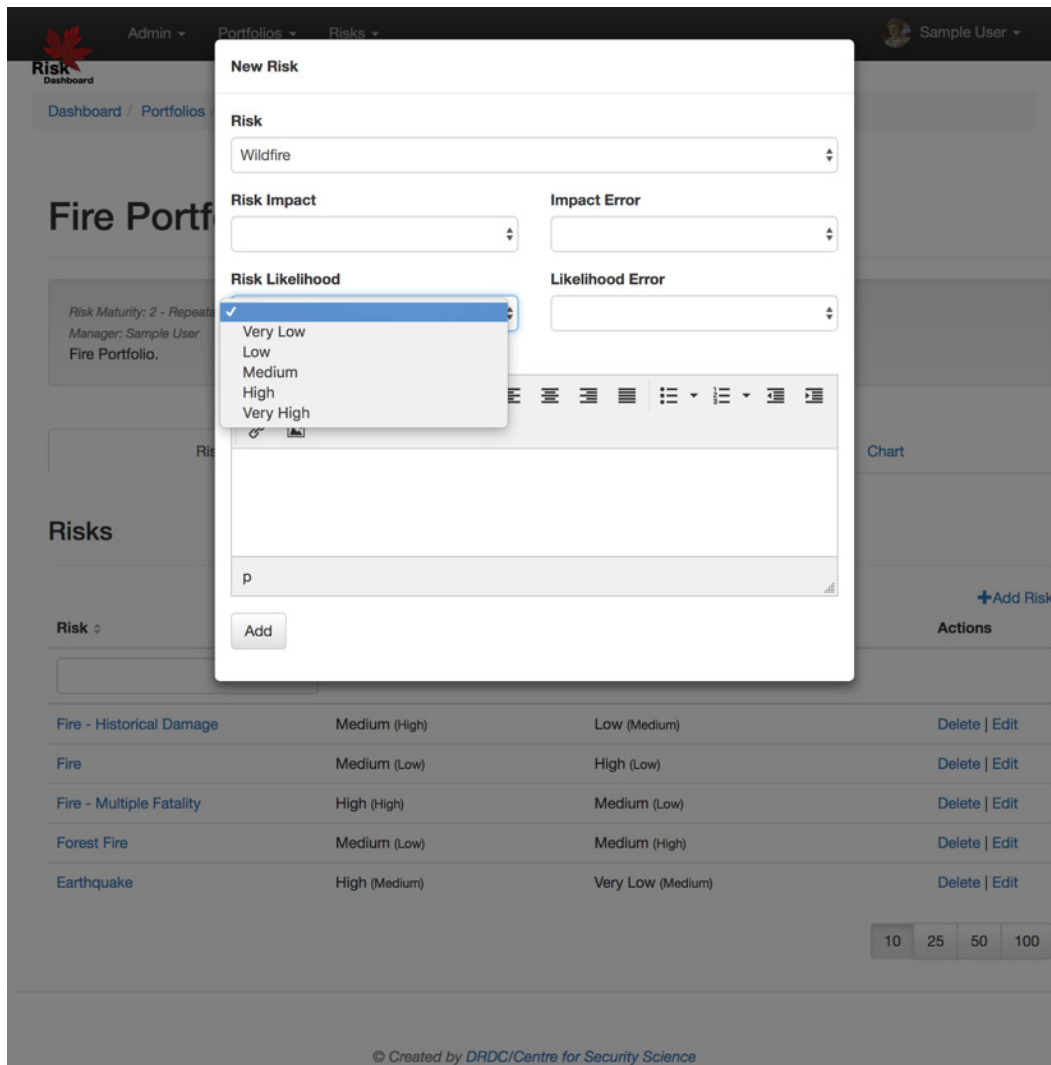 Admin Portfolios Risks Sample User
Risk
Dashboard
New Risk
Dashboard / Portfolios /
Risk
Wildfire
Fire Portf
Risk Impact Impact Error
Risk Likelihood Likelihood Error
Risk Maturity: 2 - Repeata
Manager: Sample User
Fire Portfolio.
Very Low
Low
Medium
High
Very High
Ris Chart
Risks
p
+Add Risk
Add
Risk Actions
Fire - Historical Damage Medium (High) Low (Medium) Delete | Edit
Fire Medium (Low) High (Low) Delete | Edit
Fire - Multiple Fatality High (High) Medium (Low) Delete | Edit
Forest Fire Medium (Low) Medium (High) Delete | Edit
Earthquake High (Medium) Very Low (Medium) Delete | Edit
10 25 50 100
© Created by DRDC/Centre for Security Science